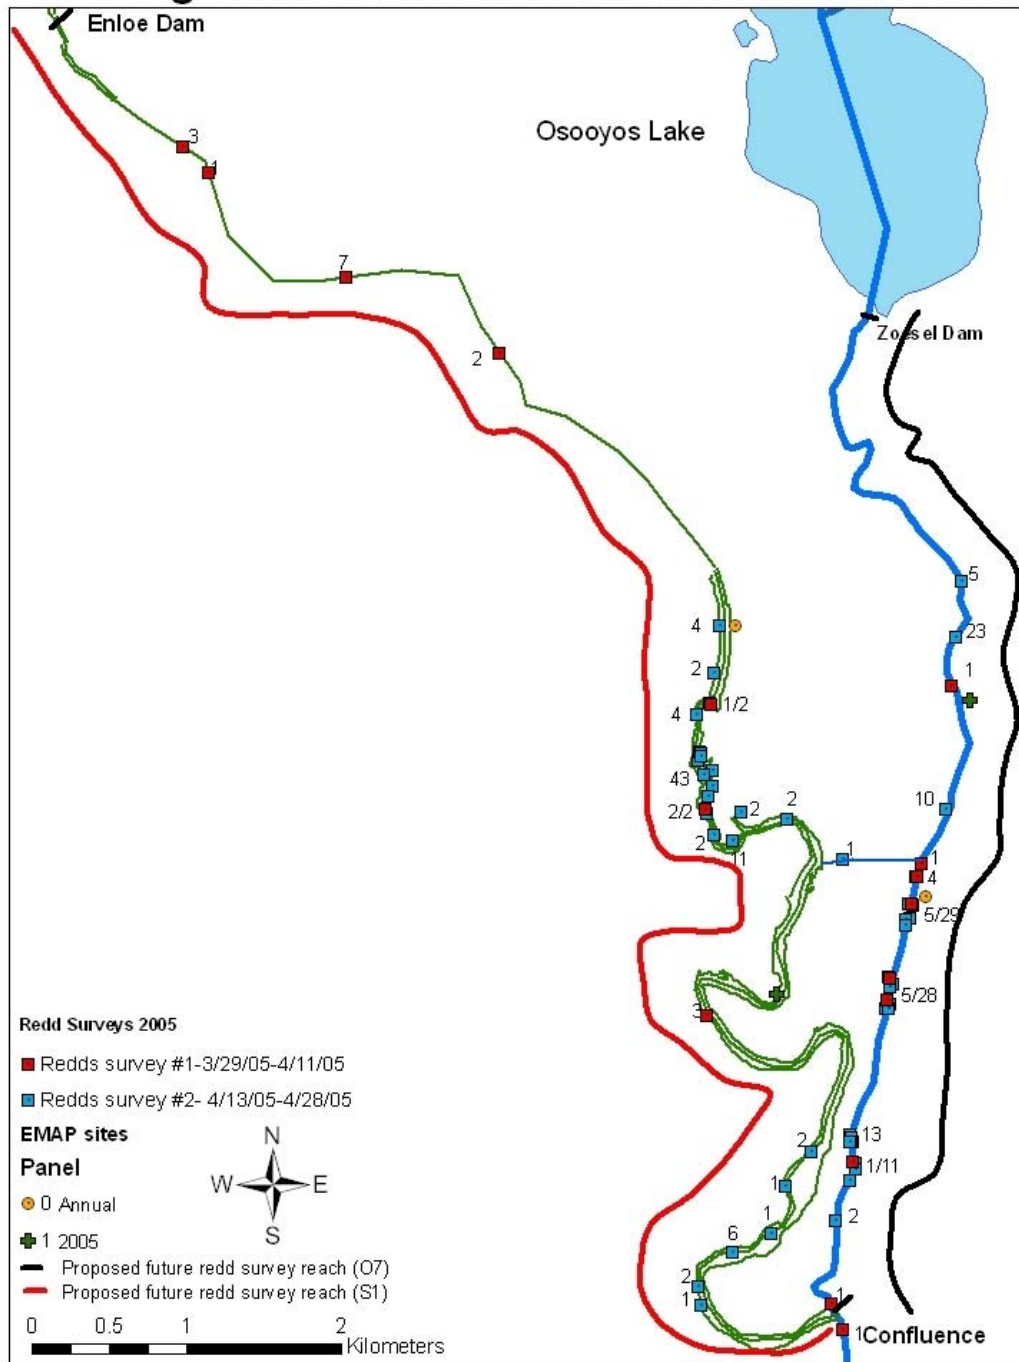 Enloe Dam
3
1
Osooyos Lake
7
Zossel Dam
2
5
4
23
2
1
1/2
4
43
10
2/2
2
2
2
11
1
1
4
5/29
5/28
3
Redd Surveys 2005
Redds survey #1-3/29/05-4/11/05
Redds survey #2- 4/13/05-4/28/05
EMAP sites
Panel
0 Annual
1 2005
Proposed future redd survey reach (O7)
Proposed future redd survey reach (S1)
N
W E
S
13
2
1/11
1
1
2
6
2
1
1
1
Confluence
0 0.5 1 2
Kilometers